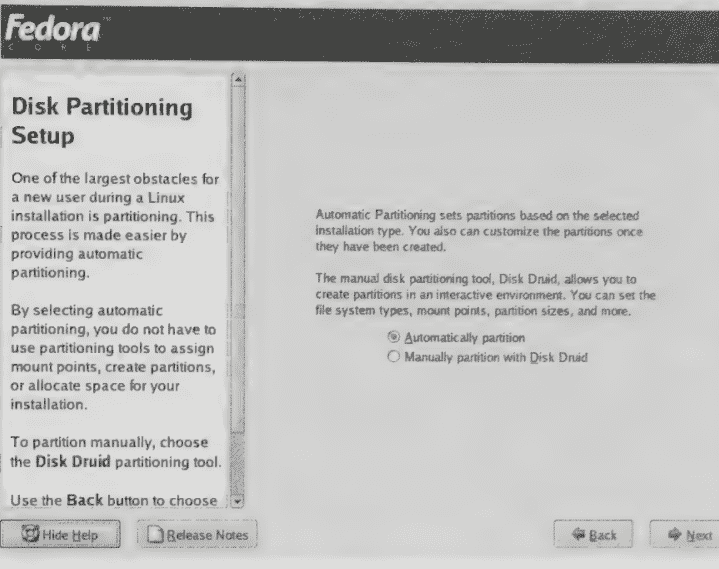 Fedora
CORE
Disk Partitioning
Setup
One of the largest obstacles for
a new user during a Linux
installation is partitioning. This
process is made easier by
providing automatic
partitioning.
By selecting automatic
partitioning, you do not have to
use partitioning tools to assign
mount points, create partitions,
or allocate space for your
installation.
To partition manually, choose
the Disk Druid partitioning tool.
Use the Back button to choose
Automatic Partitioning sets partitions based on the selected
installation type. You also can customize the partitions once
they have been created.
The manual disk partitioning tool, Disk Druid, allows you to
create partitions in an interactive environment. You can set the
file system types, mount points, partition sizes, and more.
Automatically partition
Manually partition with Disk Druid
Hide Help
Release Notes
Back
Next